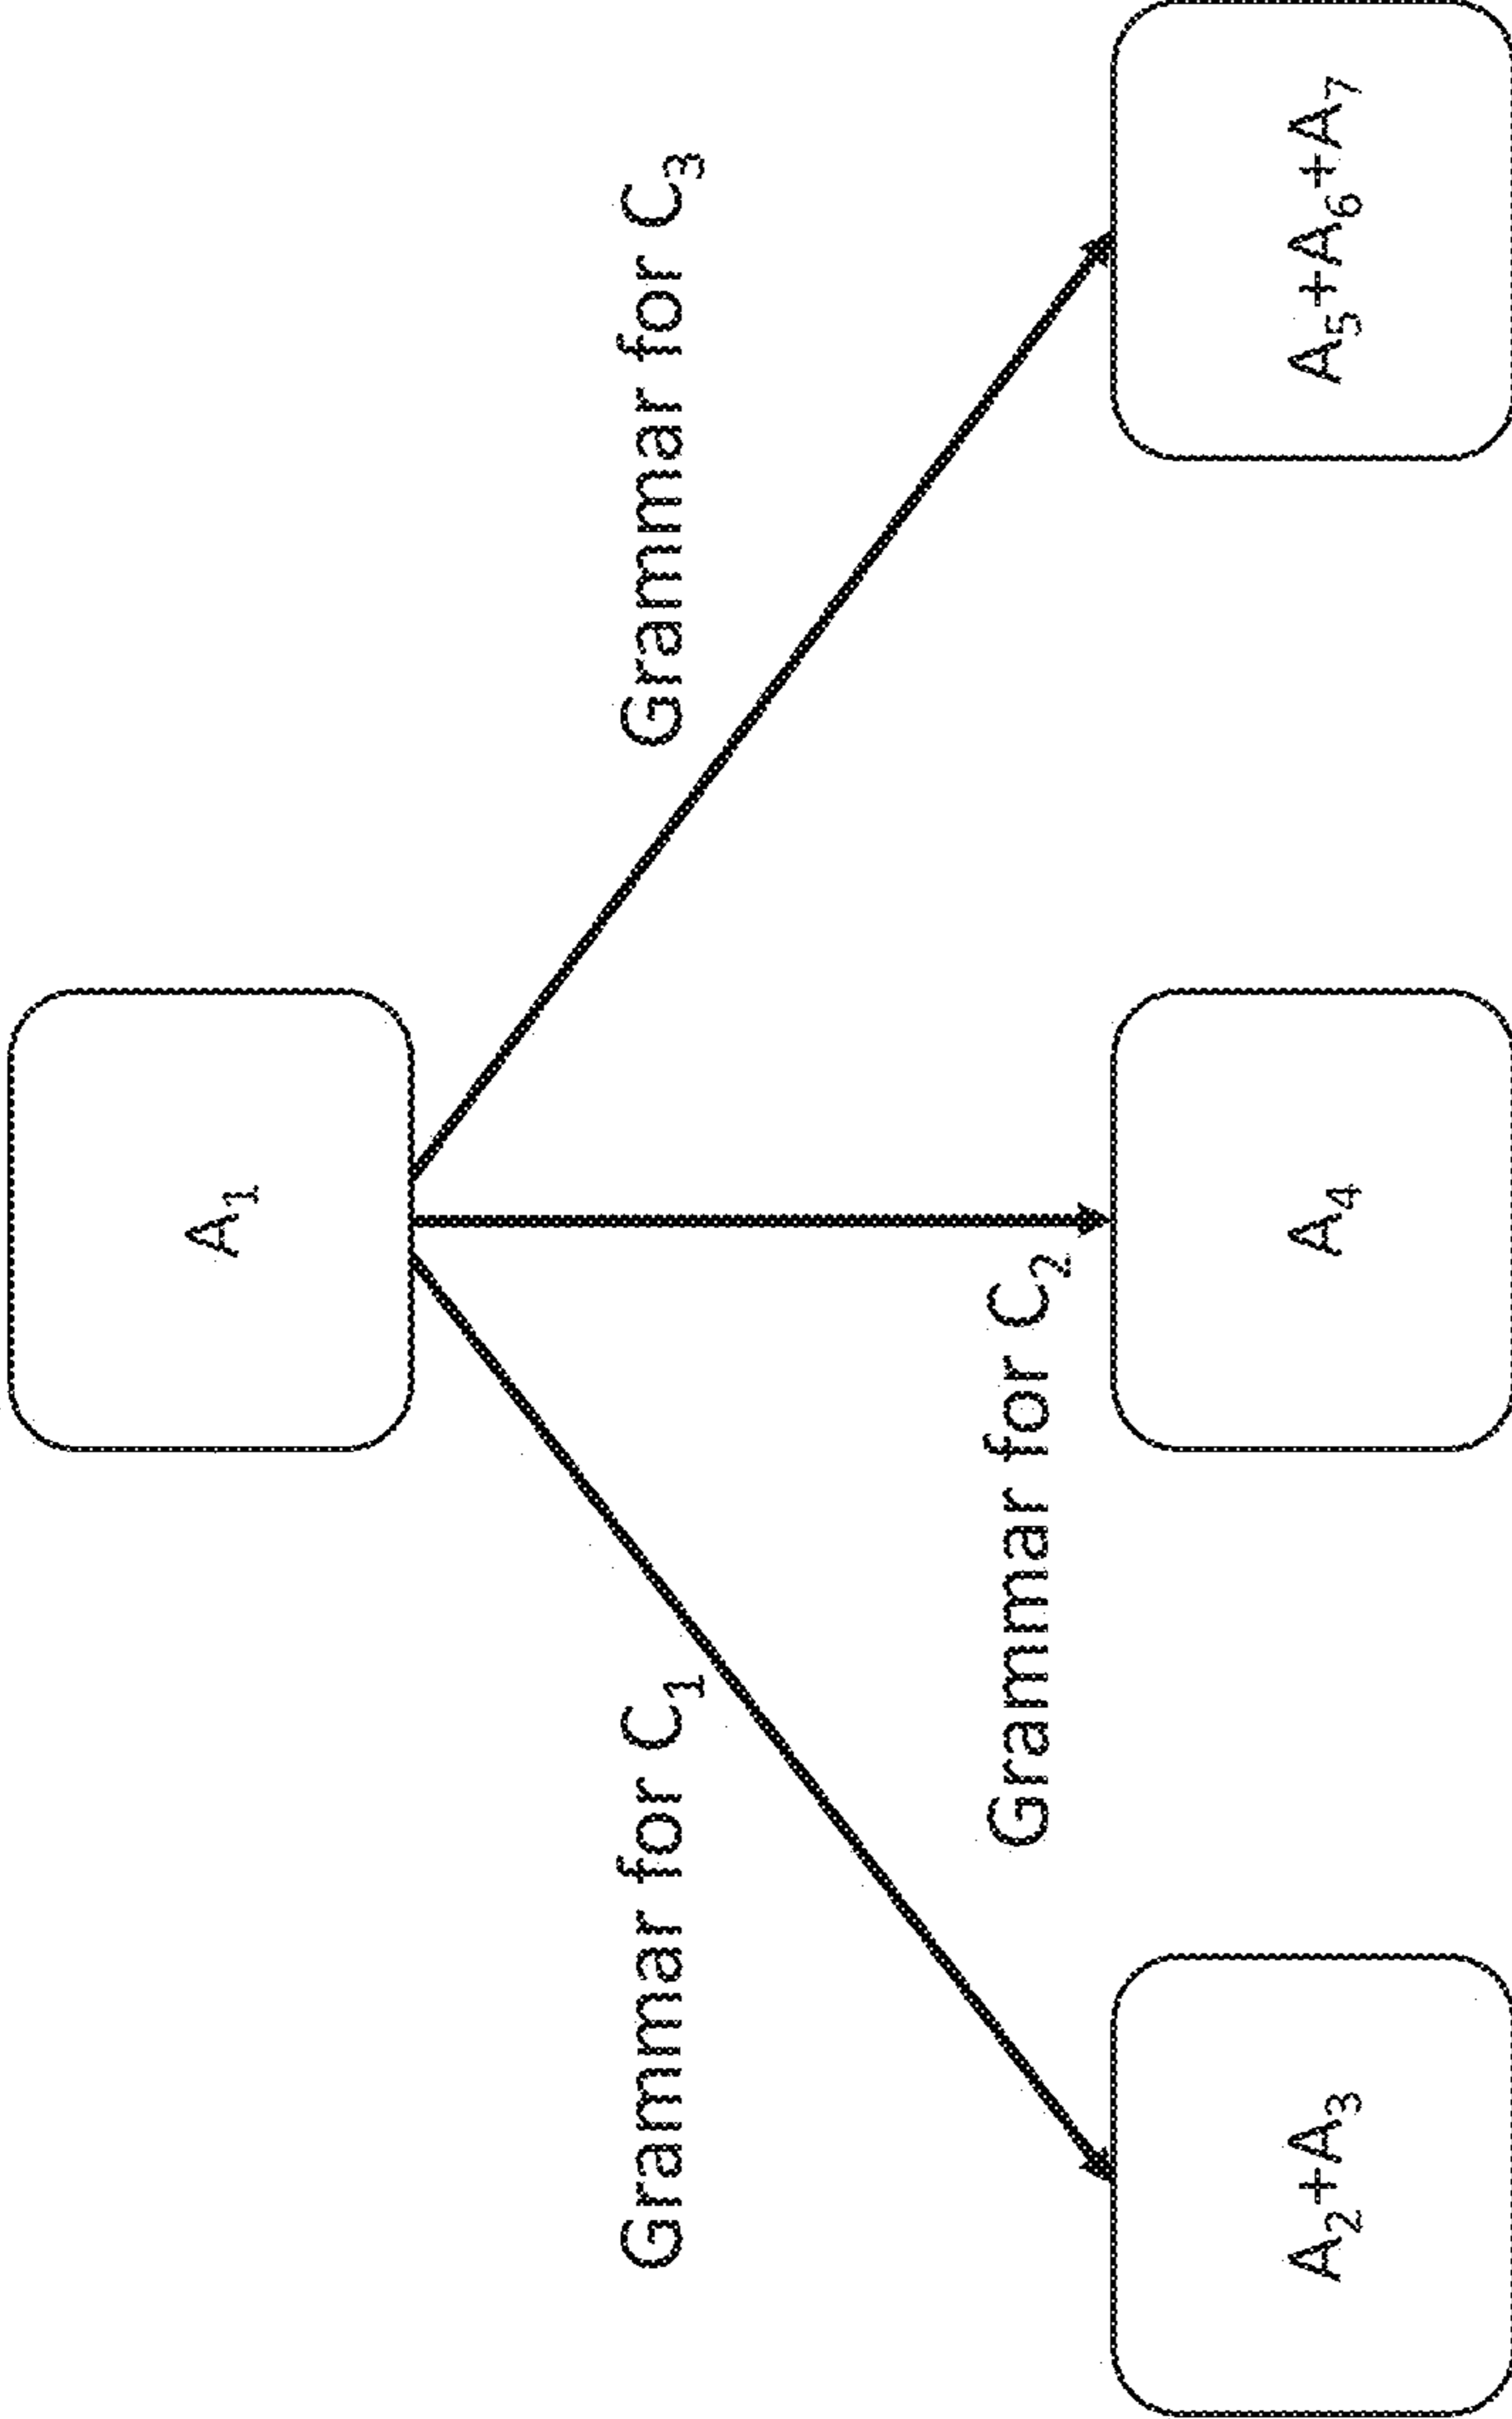 A₁
Grammar for C₁
Grammar for C₃
Grammar for C₂
A₂+A₃
A₄
A₅+A₆+A₇